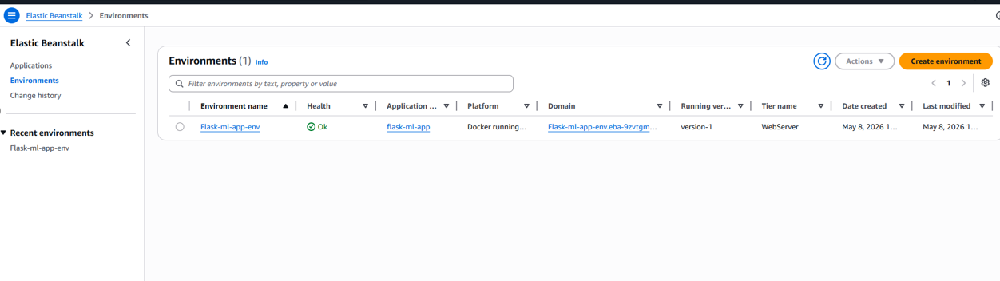 Elastic Beanstalk > Environments
Elastic Beanstalk
Applications
Environments
Change history
Recent environments
Flask-ml-app-env
Environments (1) Info
Actions
Create environment
Filter environments by text, property or value
1
Environment name Health Application ... Platform Domain Running ver... Tier name Date created Last modified
Flask-ml-app-env Ok flask-ml-app Docker running... Flask-ml-app-env.eba-9zvtgm... version-1 WebServer May 8, 2026 1... May 8, 2026 1...